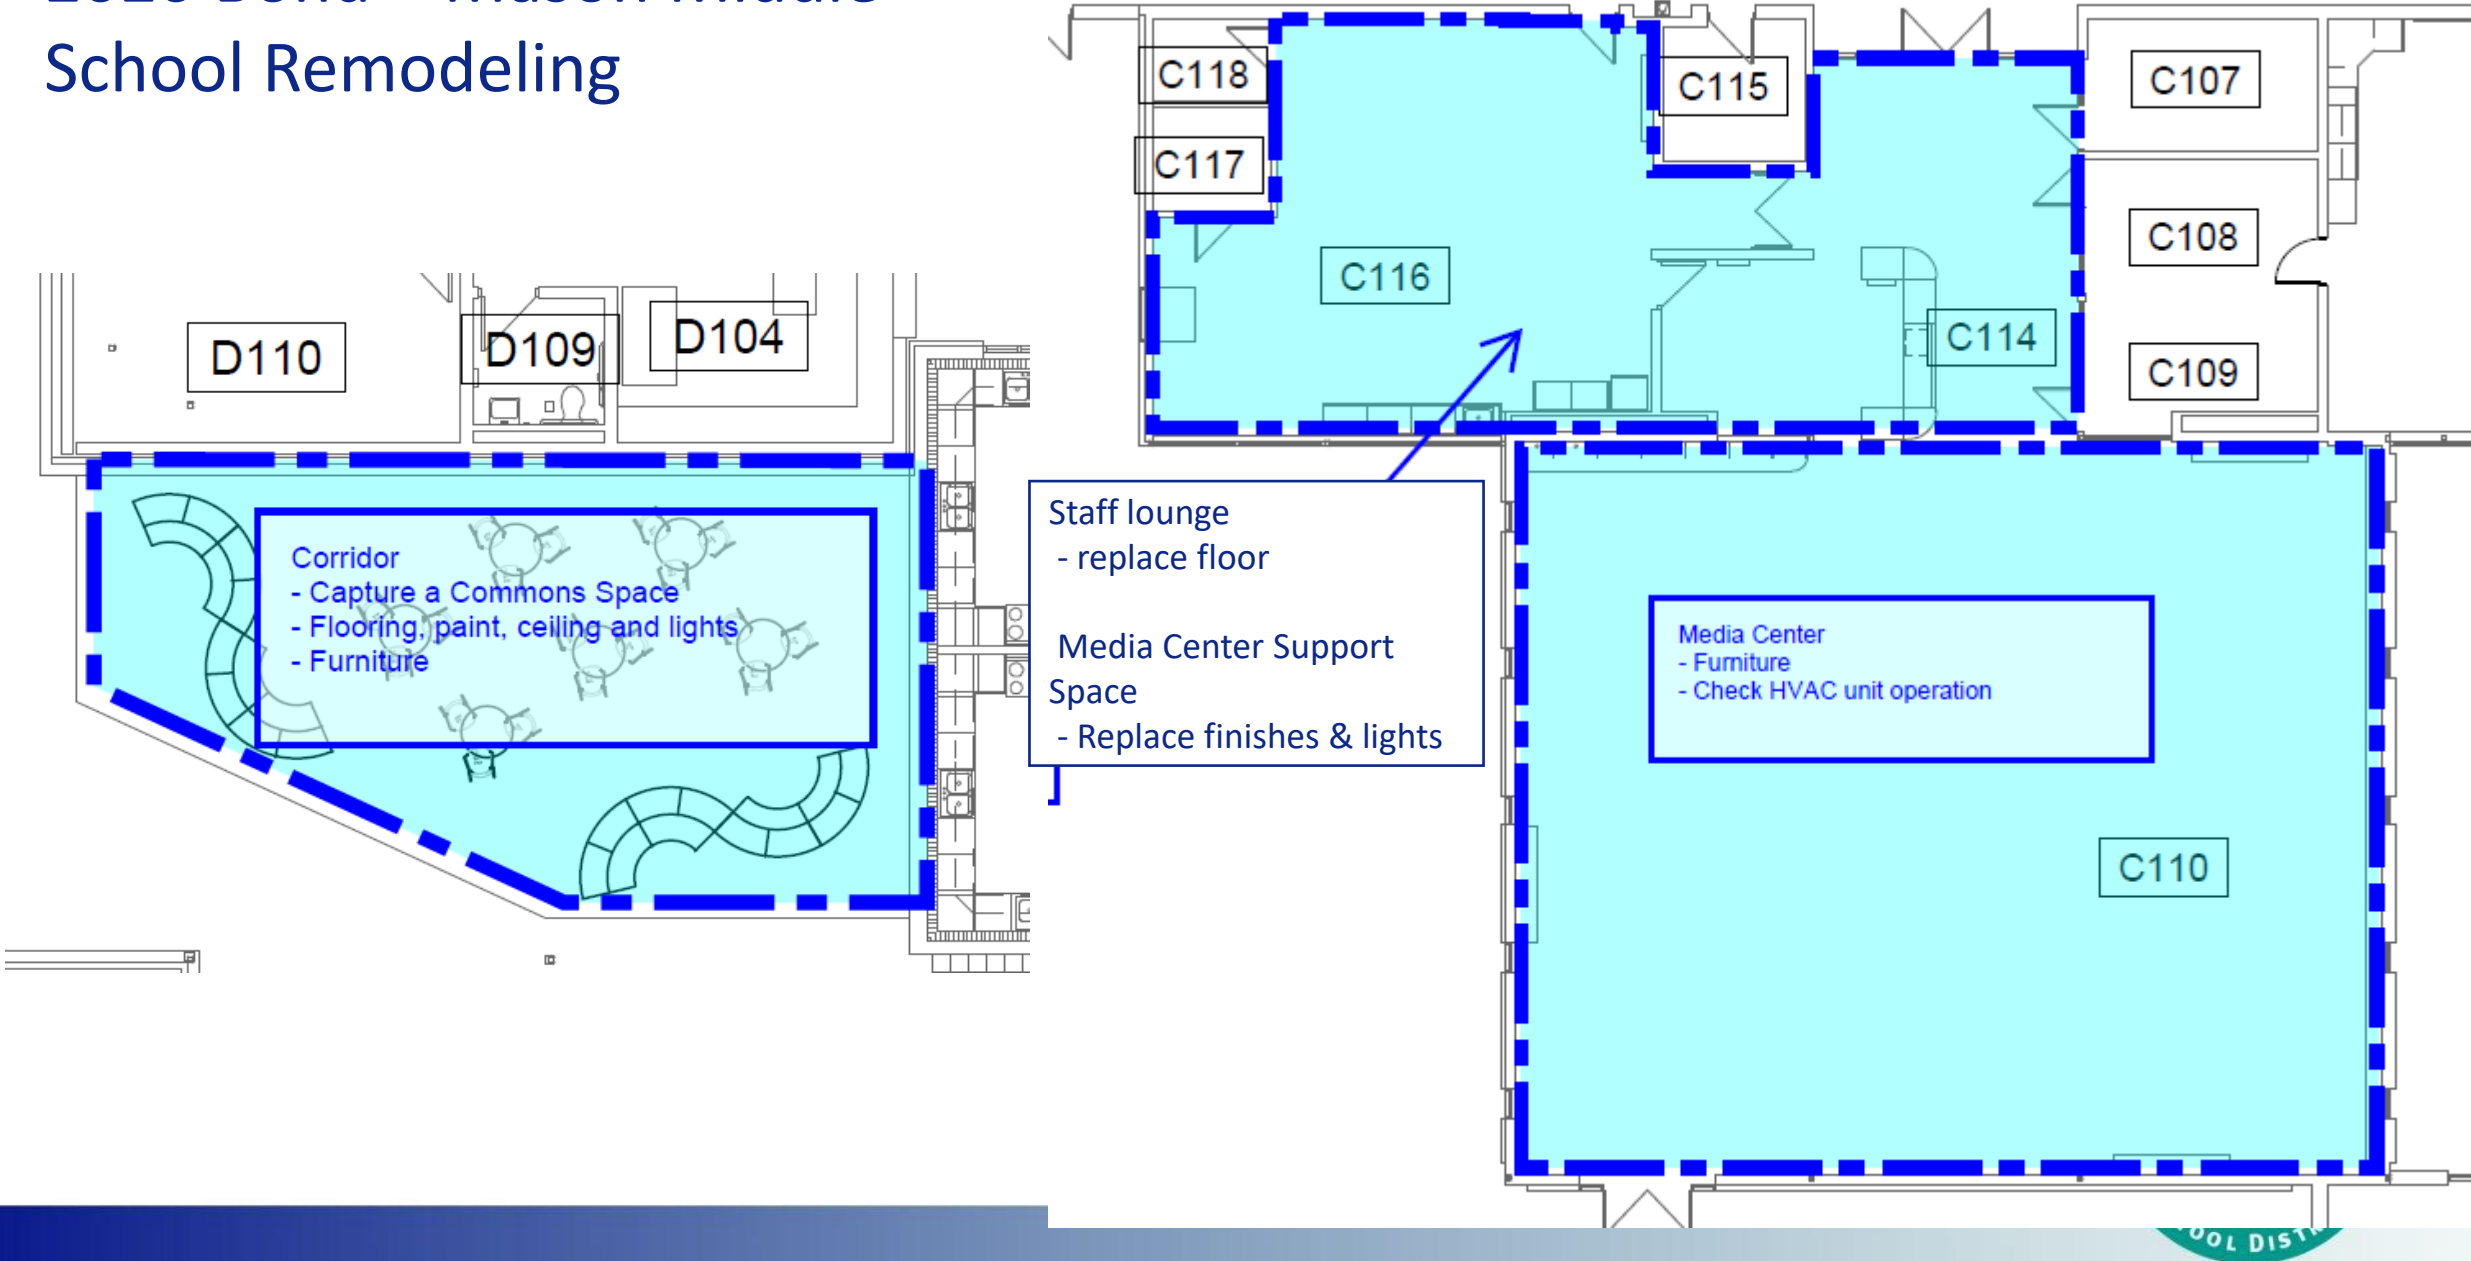 School Remodeling
C118
C117
C115
C107
C108
C109
C116
C114
D110
D109
D104
Corridor
- Capture a Commons Space
- Flooring, paint, ceiling and lights
- Furniture
Staff lounge
- replace floor
Media Center Support
Space
- Replace finishes & lights
Media Center
- Furniture
- Check HVAC unit operation
C110
OOL DIST